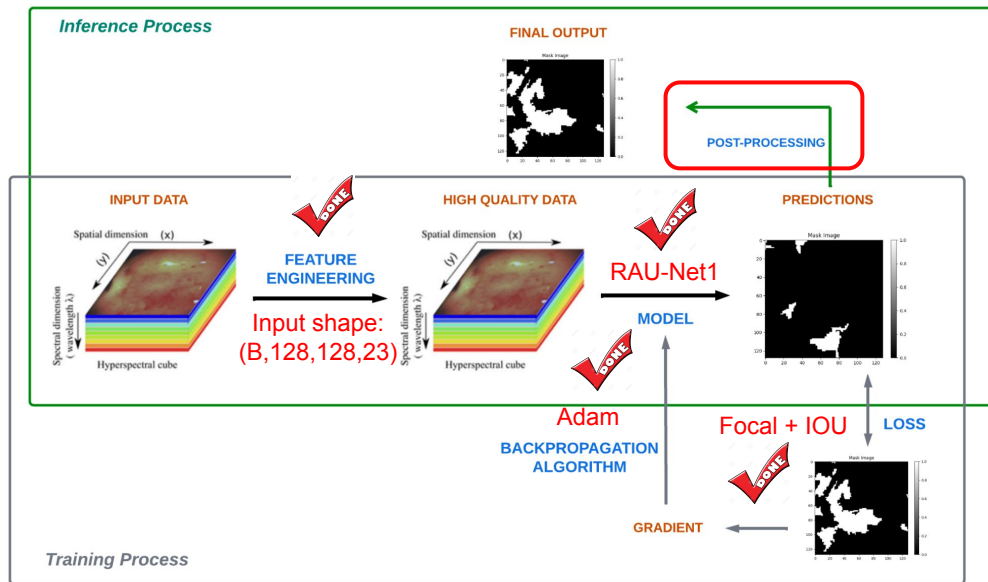 Inference Process
FINAL OUTPUT
Mask Image
POST-PROCESSING
INPUT DATA
DONE
HIGH QUALITY DATA
DONE
PREDICTIONS
Spatial dimension (x)
(y)
Spectral dimension
( wavelength λ)
Hyperspectral cube
FEATURE
ENGINEERING
Input shape:
(B,128,128,23)
Spatial dimension (x)
(y)
Spectral dimension
( wavelength λ)
Hyperspectral cube
RAU-Net1
MODEL
Mask Image
DONE
Adam
BACKPROPAGATION
ALGORITHM
Focal + IOU
LOSS
DONE
Mask Image
GRADIENT
Training Process